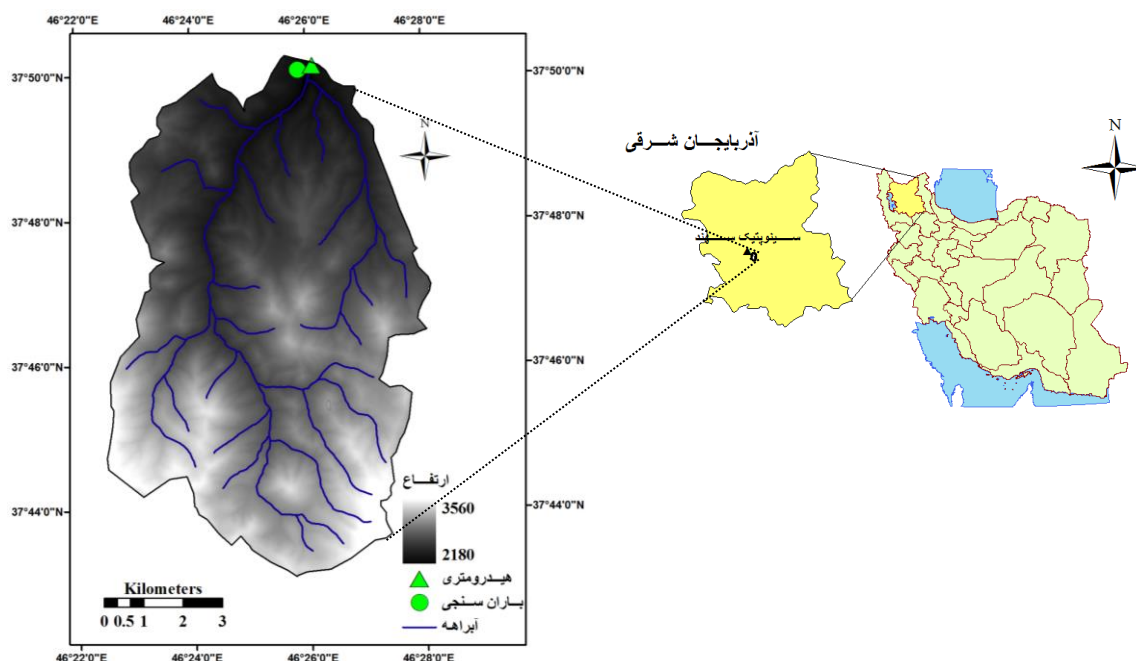 46°22'0"E 46°24'0"E 46°26'0"E 46°28'0"E
37°50'0"N 37°50'0"N
N
N
آذربایجان شرقی
37°48'0"N 37°48'0"N
سینوپتیک سهند
37°46'0"N 37°46'0"N
ارتفاع
3560
2180
37°44'0"N 37°44'0"N
هیدرومتری
باران سنجی
آبراهه
Kilometers
0 0.5 1 2 3
46°22'0"E 46°24'0"E 46°26'0"E 46°28'0"E